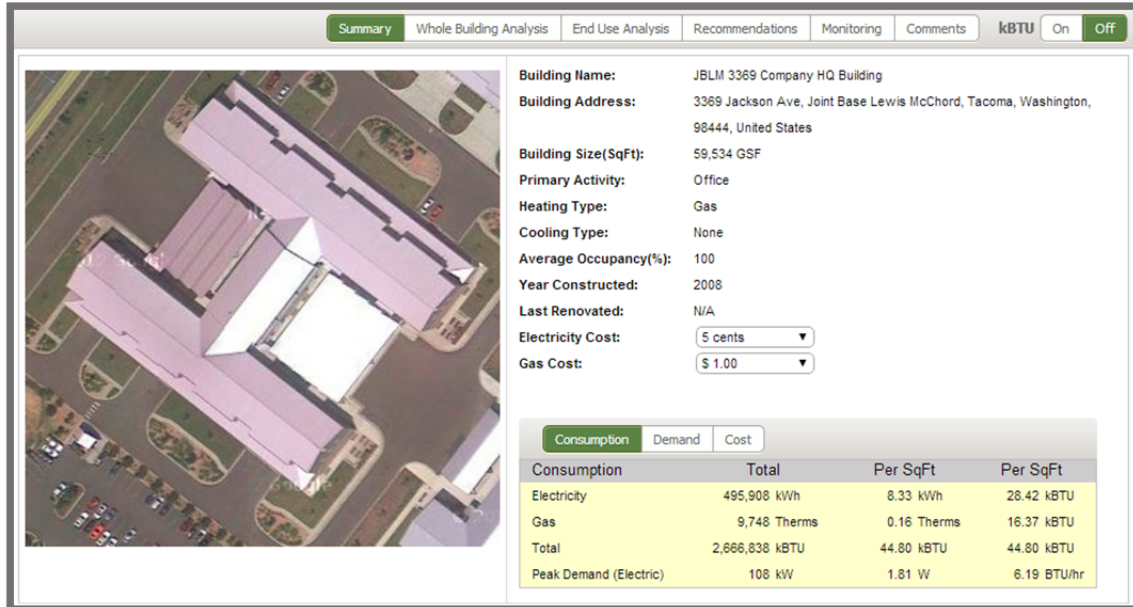 Summary Whole Building Analysis End Use Analysis Recommendations Monitoring Comments kBTU On Off
Building Name: JBLM 3369 Company HQ Building
Building Address: 3369 Jackson Ave, Joint Base Lewis McChord, Tacoma, Washington,
98444, United States
Building Size(SqFt): 59,534 GSF
Primary Activity: Office
Heating Type: Gas
Cooling Type: None
Average Occupancy(%): 100
Year Constructed: 2008
Last Renovated: N/A
Electricity Cost: 5 cents
Gas Cost: $ 1.00
Google
Consumption Demand Cost
Consumption Total Per SqFt Per SqFt
Electricity 495,908 kWh 8.33 kWh 28.42 kBTU
Gas 9,748 Therms 0.16 Therms 16.37 kBTU
Total 2,666,838 kBTU 44.80 kBTU 44.80 kBTU
Peak Demand (Electric) 108 kW 1.81 W 6.19 BTU/hr